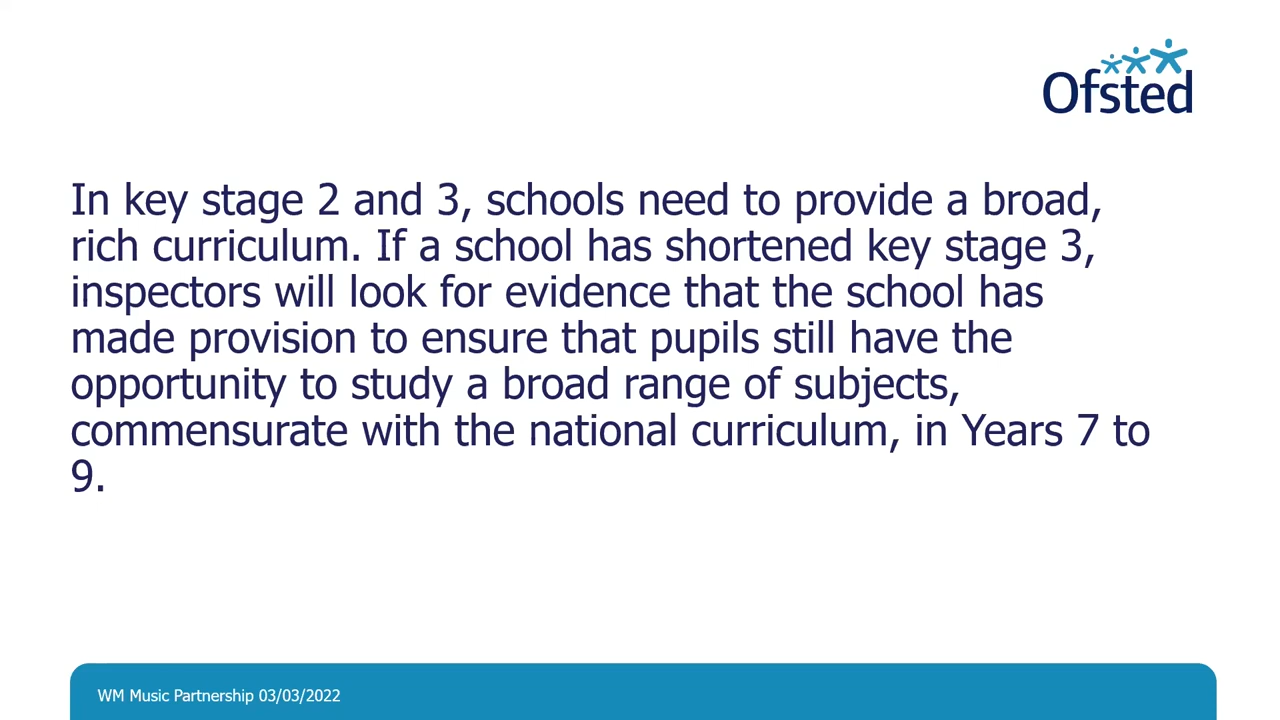 Ofsted
In key stage 2 and 3, schools need to provide a broad,
rich curriculum. If a school has shortened key stage 3,
inspectors will look for evidence that the school has
made provision to ensure that pupils still have the
opportunity to study a broad range of subjects,
commensurate with the national curriculum, in Years 7 to
9.
WM Music Partnership 03/03/2022